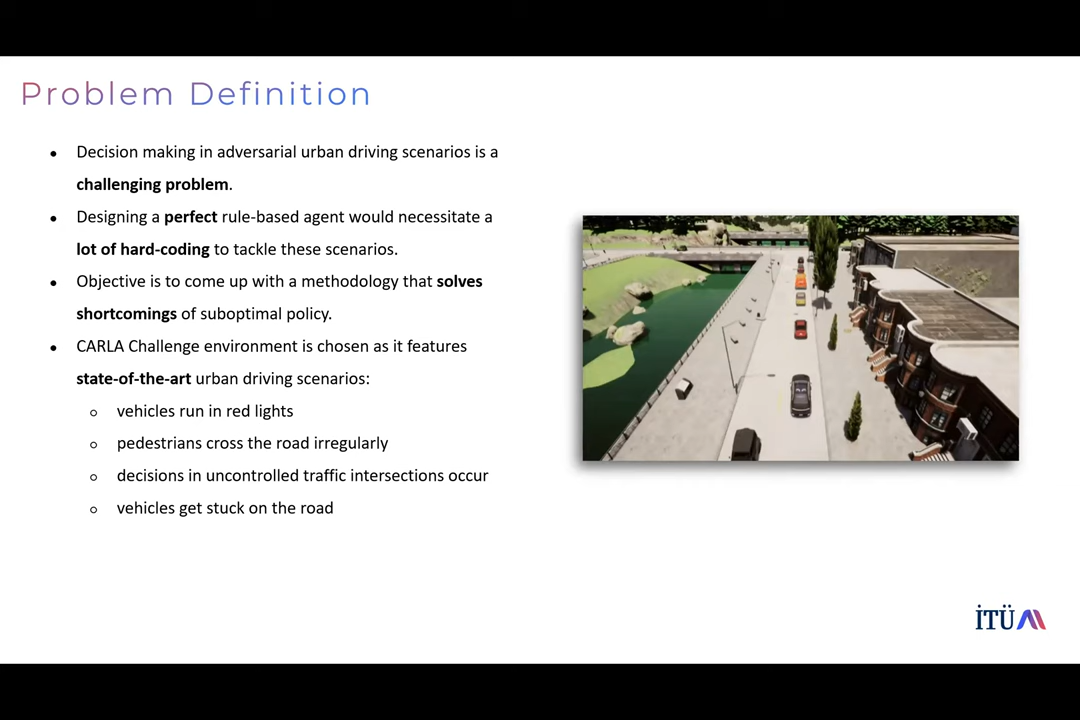 Problem Definition
● Decision making in adversarial urban driving scenarios is a
challenging problem.
● Designing a perfect rule-based agent would necessitate a
lot of hard-coding to tackle these scenarios.
● Objective is to come up with a methodology that solves
shortcomings of suboptimal policy.
● CARLA Challenge environment is chosen as it features
state-of-the-art urban driving scenarios:
○ vehicles run in red lights
○ pedestrians cross the road irregularly
○ decisions in uncontrolled traffic intersections occur
○ vehicles get stuck on the road
İTÜ